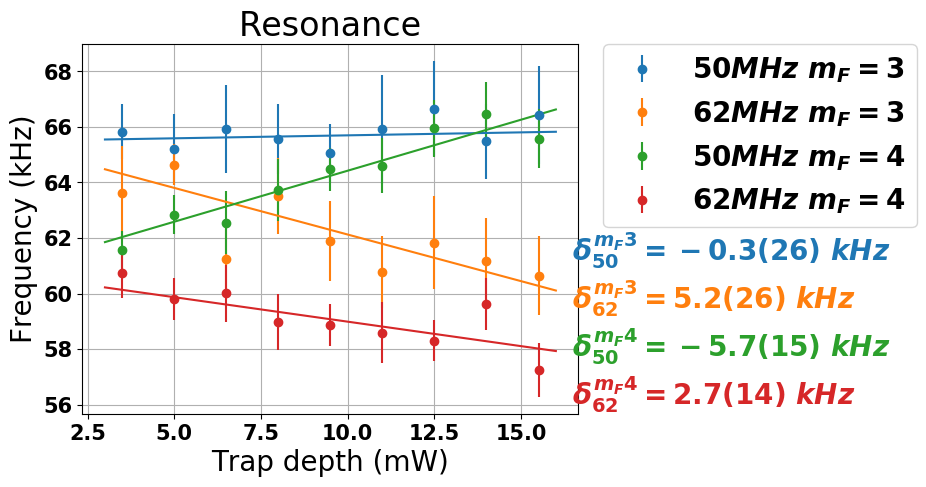 Resonance
Frequency (kHz)
68
66
64
62
60
58
56
2.5 5.0 7.5 10.0 12.5 15.0
Trap depth (mW)
50MHz m_F = 3
62MHz m_F = 3
50MHz m_F = 4
62MHz m_F = 4
δ_50^{m_F 3} = −0.3(26) kHz
δ_62^{m_F 3} = 5.2(26) kHz
δ_50^{m_F 4} = −5.7(15) kHz
δ_62^{m_F 4} = 2.7(14) kHz